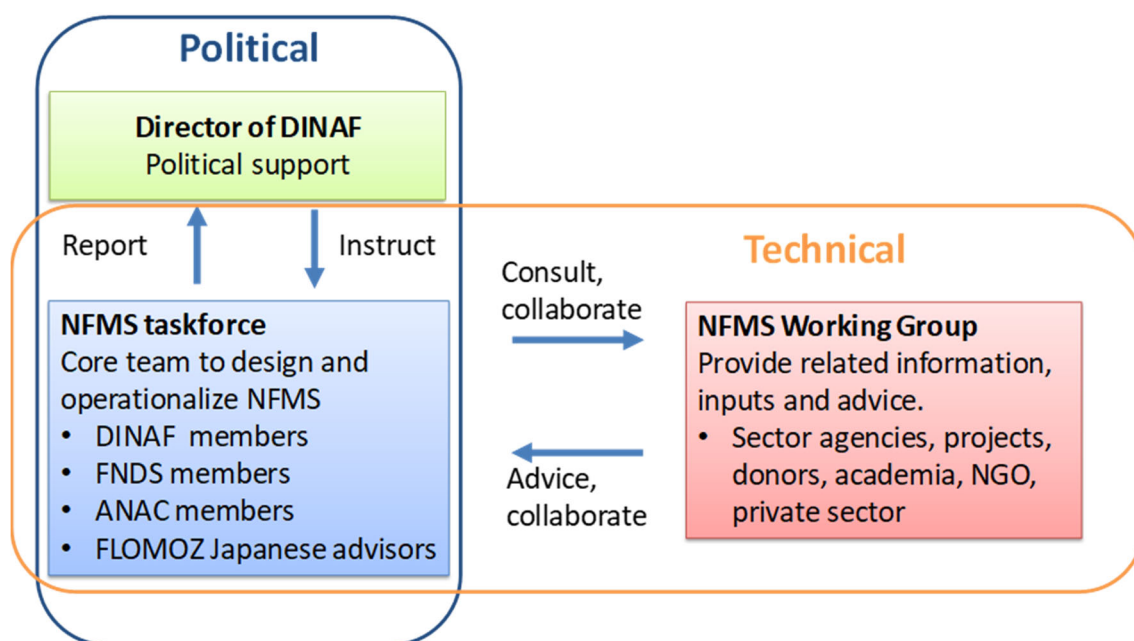 Political
Director of DINAF
Political support
Report
Instruct
Technical
Consult,
collaborate
NFMS taskforce
Core team to design and
operationalize NFMS
• DINAF members
• FNDS members
• ANAC members
• FLOMOZ Japanese advisors
NFMS Working Group
Provide related information,
inputs and advice.
• Sector agencies, projects,
donors, academia, NGO,
private sector
Advice,
collaborate